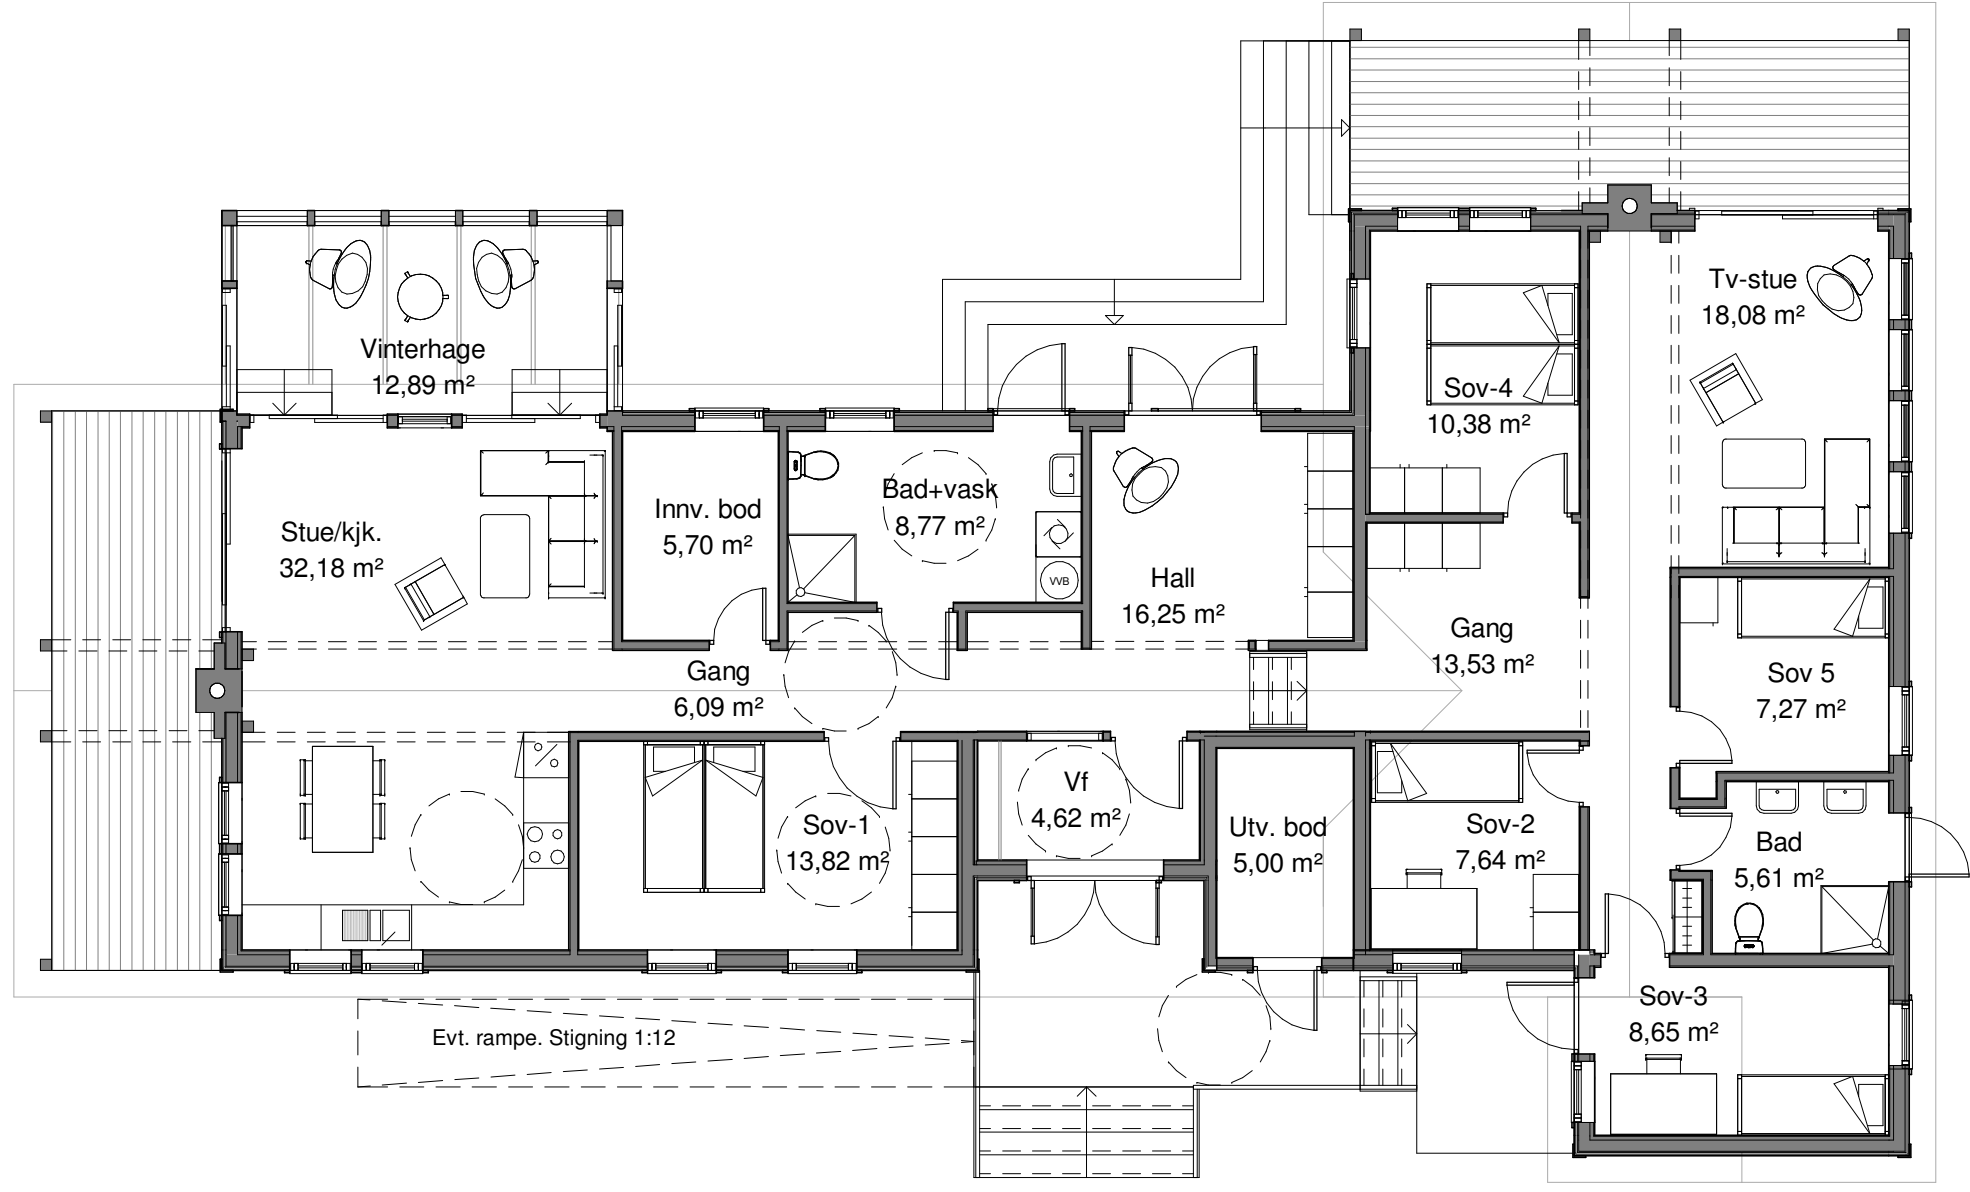 Tv-stue
18,08 m²
Vinterhage
12,89 m²
Sov-4
10,38 m²
Stue/kjk.
32,18 m²
Innv. bod
5,70 m²
Bad+vask
8,77 m²
VVB
Hall
16,25 m²
Gang
13,53 m²
Gang
6,09 m²
Sov 5
7,27 m²
Sov-1
13,82 m²
Vf
4,62 m²
Utv. bod
5,00 m²
Sov-2
7,64 m²
Bad
5,61 m²
Sov-3
8,65 m²
Evt. rampe. Stigning 1:12